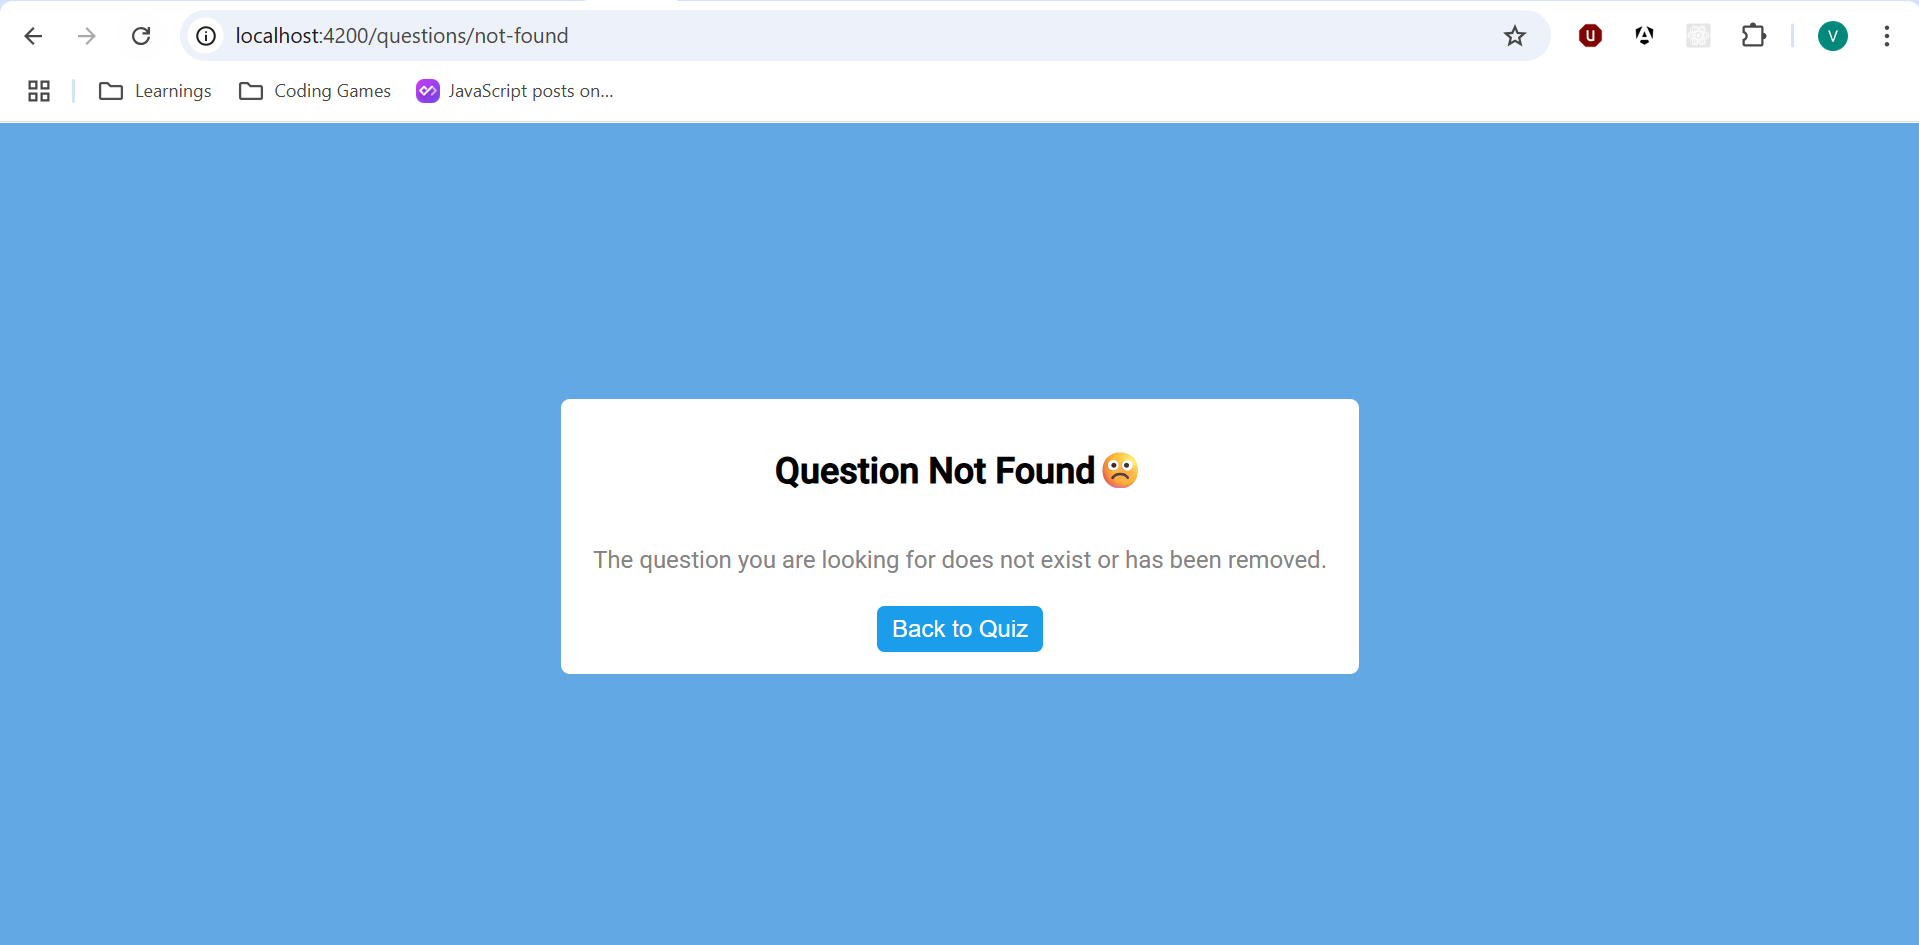 localhost:4200/questions/not-found
V
Learnings
Coding Games
JavaScript posts on...
Question Not Found
The question you are looking for does not exist or has been removed.
Back to Quiz